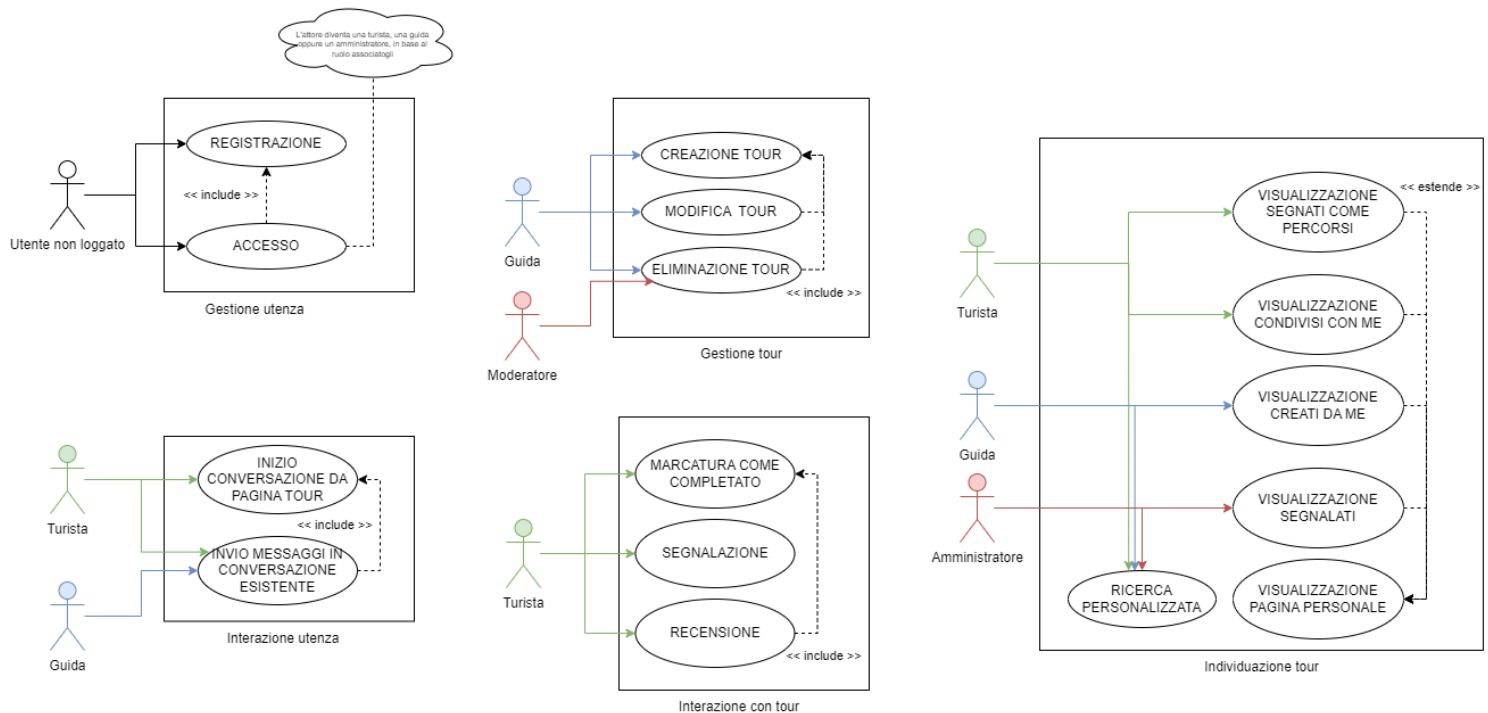 L'attore diventa una turista, una guida
oppure un amministratore, in base al
ruolo associatogli
REGISTRAZIONE
<< include >>
ACCESSO
Utente non loggato
Gestione utenza
CREAZIONE TOUR
MODIFICA TOUR
ELIMINAZIONE TOUR
<< include >>
Guida
Moderatore
Gestione tour
VISUALIZZAZIONE
SEGNATI COME
PERCORSI
<< estende >>
VISUALIZZAZIONE
CONDIVISI CON ME
VISUALIZZAZIONE
CREATI DA ME
VISUALIZZAZIONE
SEGNALATI
RICERCA
PERSONALIZZATA
VISUALIZZAZIONE
PAGINA PERSONALE
Turista
Guida
Amministratore
Individuazione tour
INIZIO
CONVERSAZIONE DA
PAGINA TOUR
<< include >>
INVIO MESSAGGI IN
CONVERSAZIONE
ESISTENTE
Turista
Guida
Interazione utenza
MARCATURA COME
COMPLETATO
SEGNALAZIONE
RECENSIONE
<< include >>
Turista
Interazione con tour